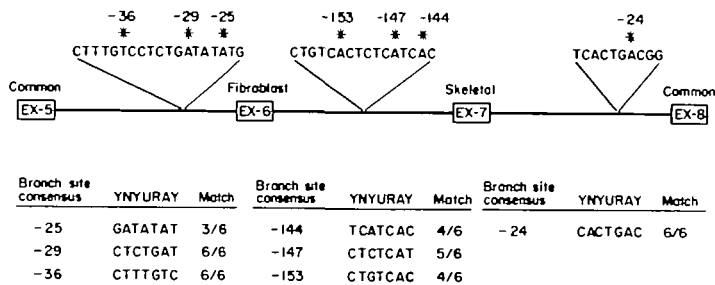 -36 -29 -25 -153 -147 -144 -24
* * * * * * *
CTTTGTCCTCTGATATATG CTGTCACTCTCATCAC TCACTGACGG
Common Fibroblast Skeletal Common
EX-5 EX-6 EX-7 EX-8
Branch site consensus YNYURAY Match
-25 GATATAT 3/6
-29 CTCTGAT 6/6
-36 CTTTGTC 6/6
Branch site consensus YNYURAY Match
-144 TCATCAC 4/6
-147 CTCTCAT 5/6
-153 CTGTCAC 4/6
Branch site consensus YNYURAY Match
-24 CACTGAC 6/6